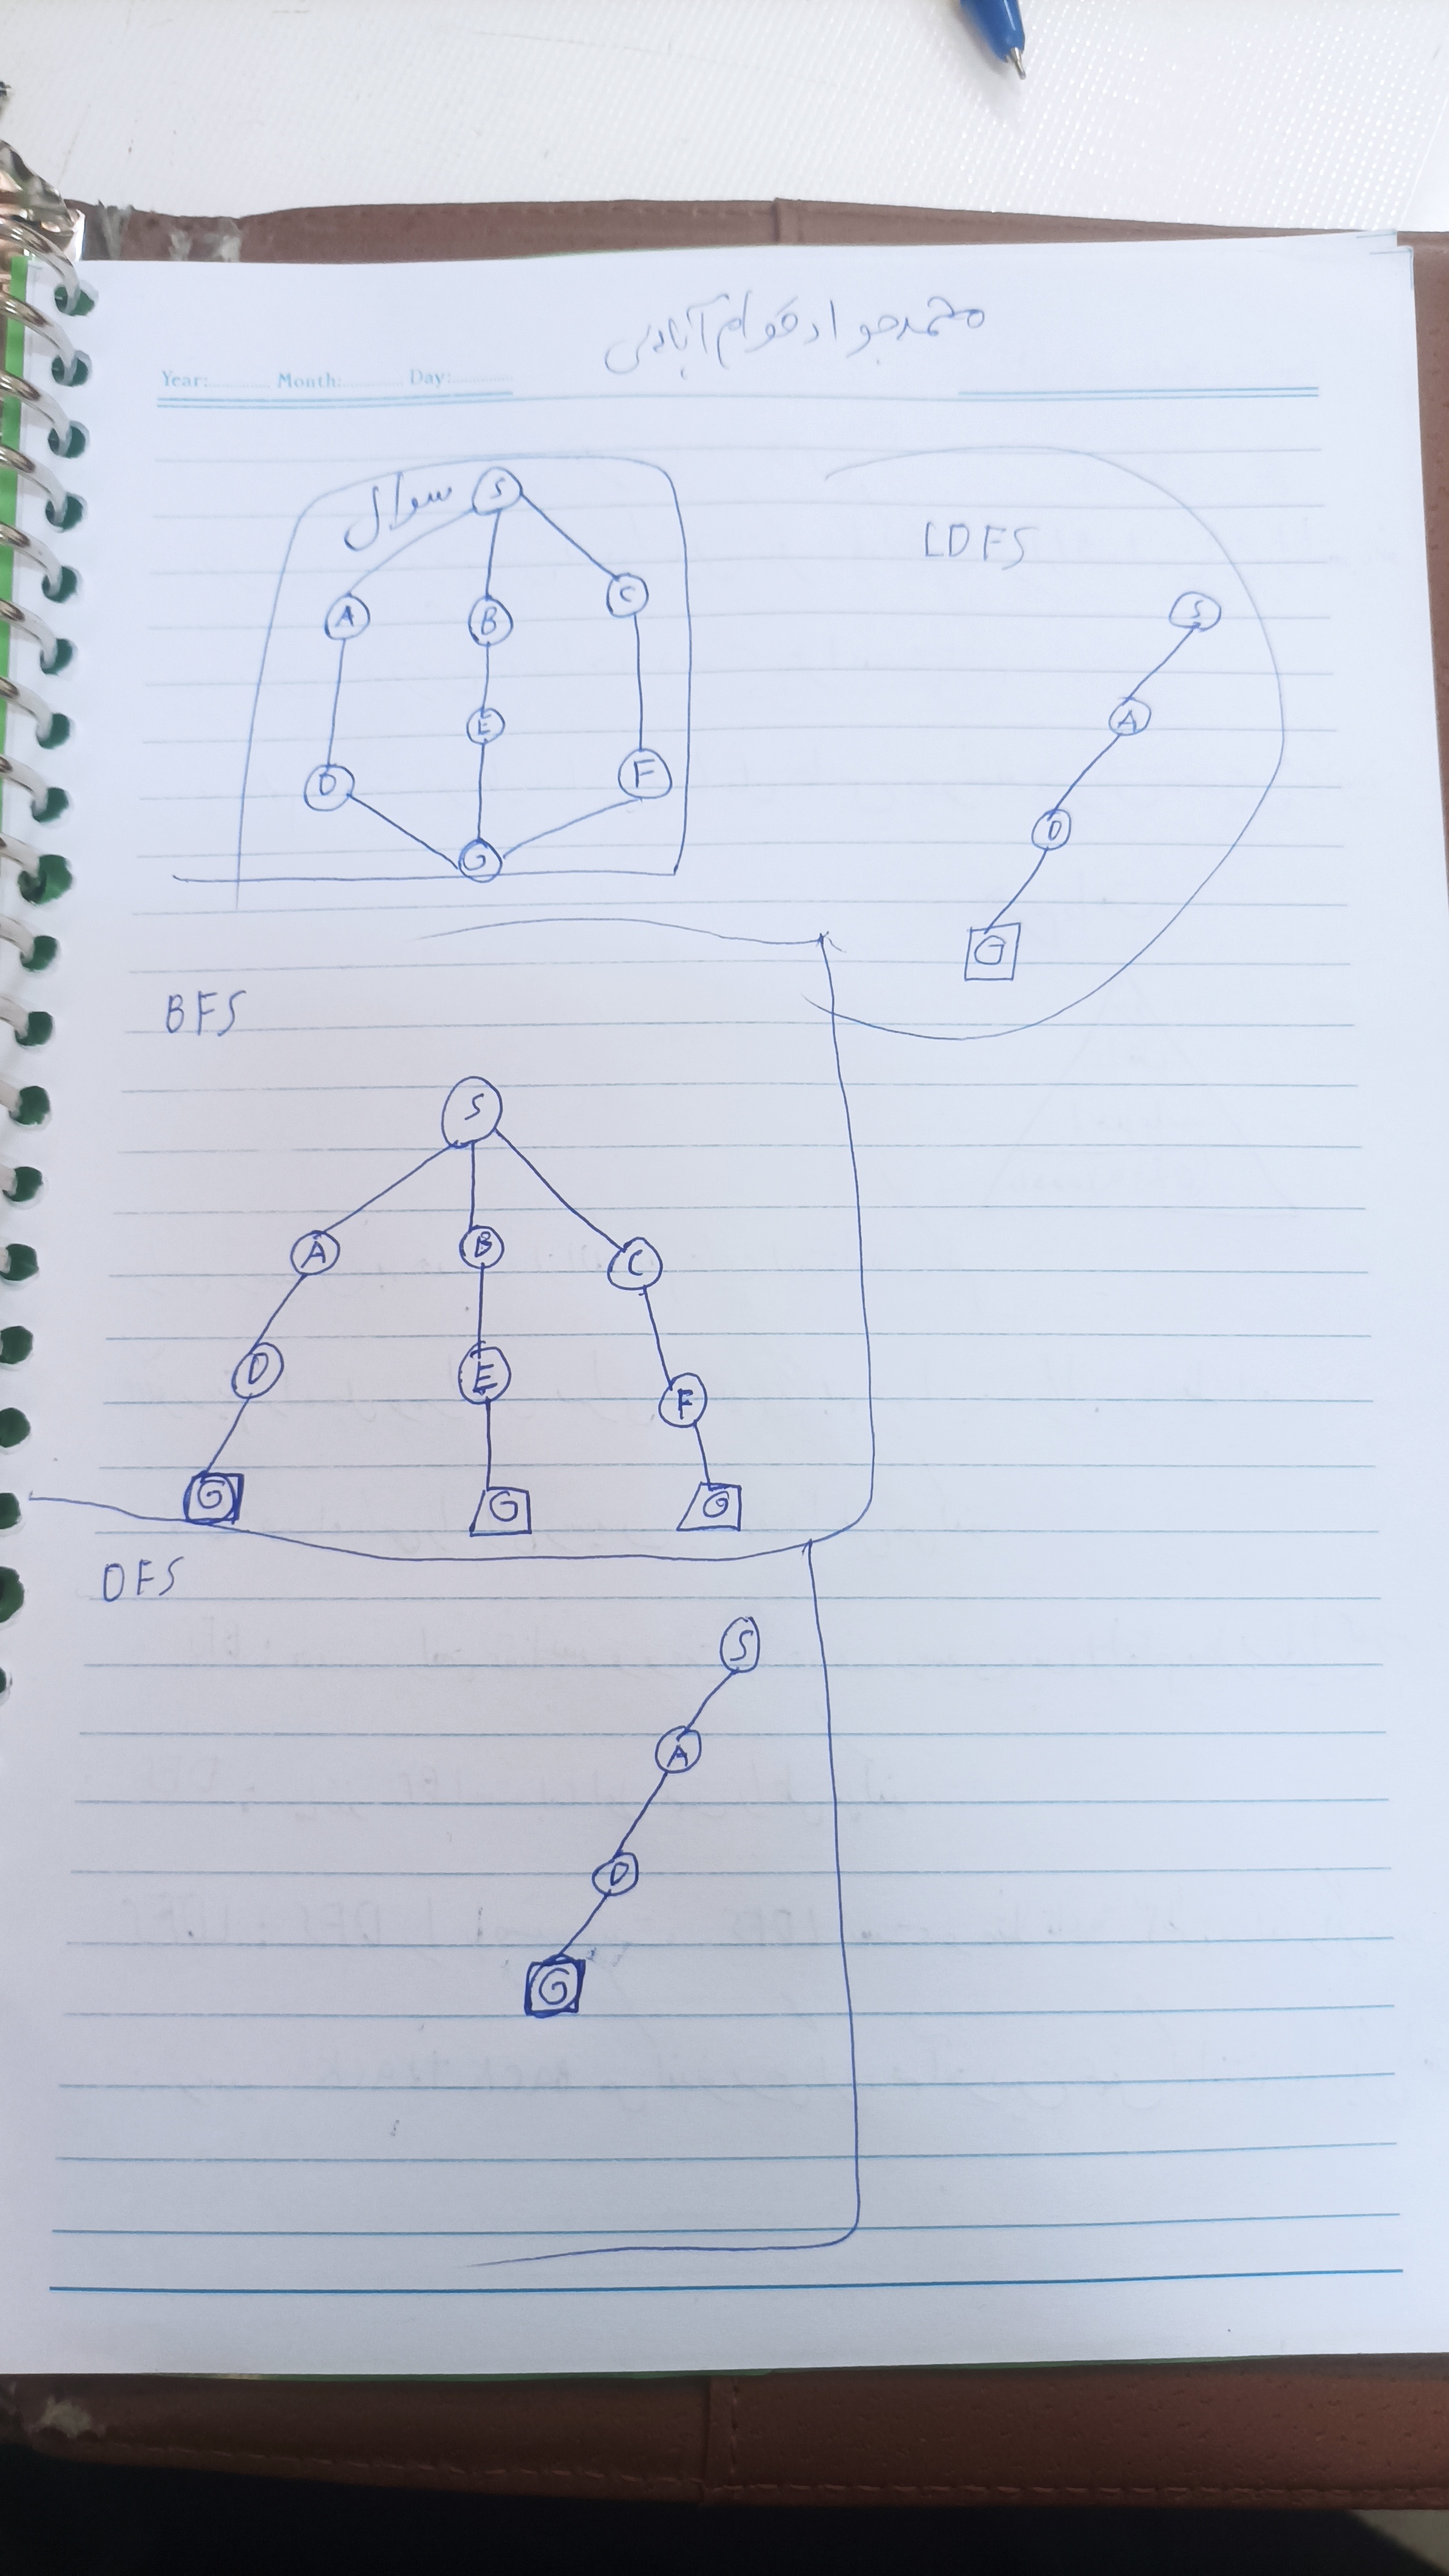 محمدجواد قوام آبادی
Year: Month: Day:
سوال
S
A B C
E
D F
G
LDFS
S
A
D
G
BFS
S
A B C
D E F
G G G
DFS
S
A
D
G